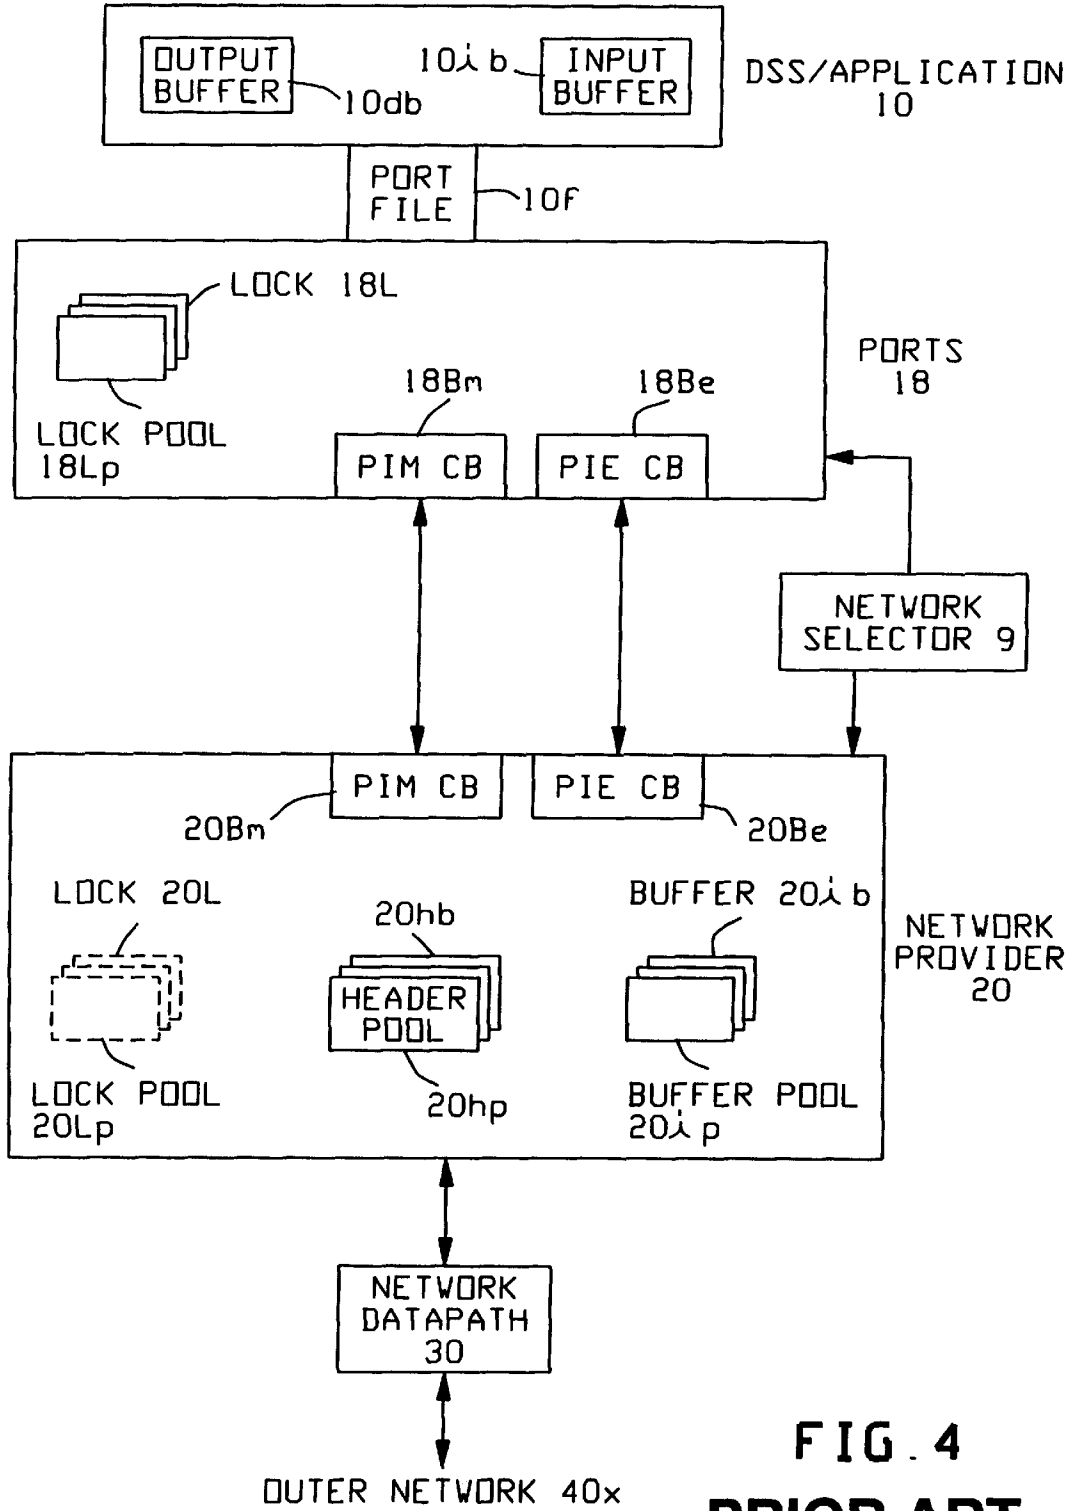 OUTPUT
BUFFER
10db
10ib
INPUT
BUFFER
DSS/APPLICATION
10
PORT
FILE
10F
LOCK 18L
LOCK POOL
18Lp
18Bm
18Be
PIM CB
PIE CB
PORTS
18
NETWORK
SELECTOR 9
PIM CB
PIE CB
20Bm
20Be
LOCK 20L
20hb
BUFFER 20ib
HEADER
POOL
LOCK POOL
20Lp
20hp
BUFFER POOL
20ip
NETWORK
PROVIDER
20
NETWORK
DATAPATH
30
OUTER NETWORK 40x
FIG. 4
PRIOR ART